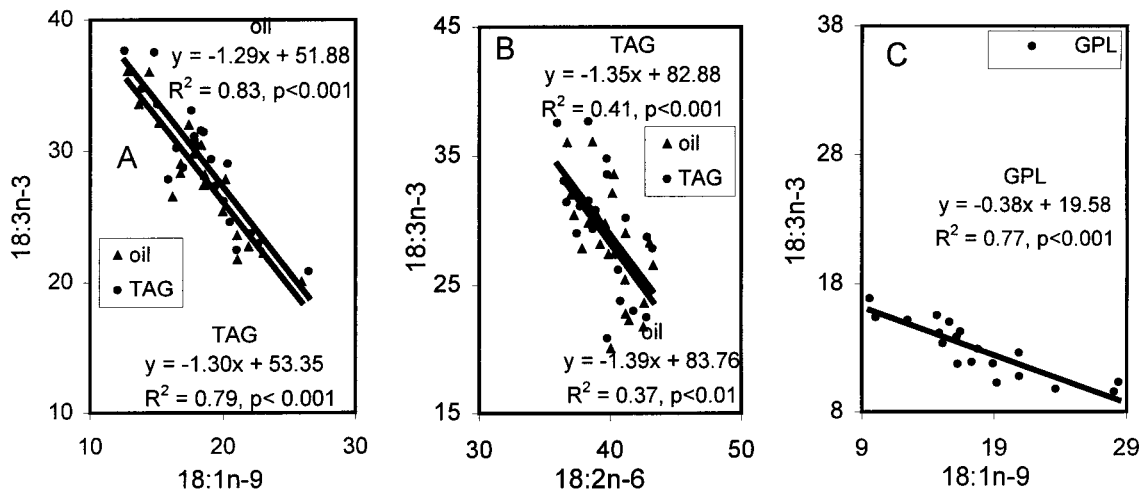 40
30
20
10
18:3n-3
oil
y = -1.29x + 51.88
R² = 0.83, p<0.001
A
oil
TAG
TAG
y = -1.30x + 53.35
R² = 0.79, p< 0.001
10 20 30
18:1n-9
45
35
25
15
18:3n-3
B
TAG
y = -1.35x + 82.88
R² = 0.41, p<0.001
oil
TAG
oil
y = -1.39x + 83.76
R² = 0.37, p<0.01
30 40 50
18:2n-6
38
28
18
8
18:3n-3
C
GPL
GPL
y = -0.38x + 19.58
R² = 0.77, p<0.001
9 19 29
18:1n-9